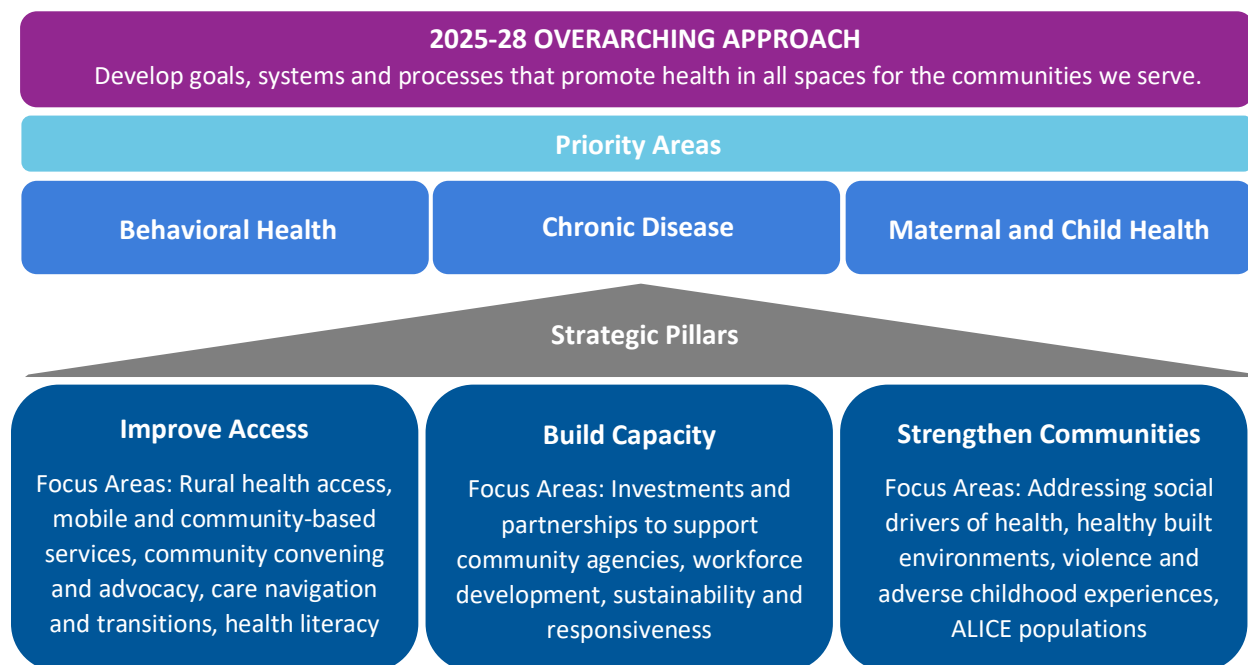 2025-28 OVERARCHING APPROACH
Develop goals, systems and processes that promote health in all spaces for the communities we serve.
Priority Areas
Behavioral Health
Chronic Disease
Maternal and Child Health
Strategic Pillars
Improve Access
Focus Areas: Rural health access,
mobile and community-based
services, community convening
and advocacy, care navigation
and transitions, health literacy
Build Capacity
Focus Areas: Investments and
partnerships to support
community agencies, workforce
development, sustainability and
responsiveness
Strengthen Communities
Focus Areas: Addressing social
drivers of health, healthy built
environments, violence and
adverse childhood experiences,
ALICE populations